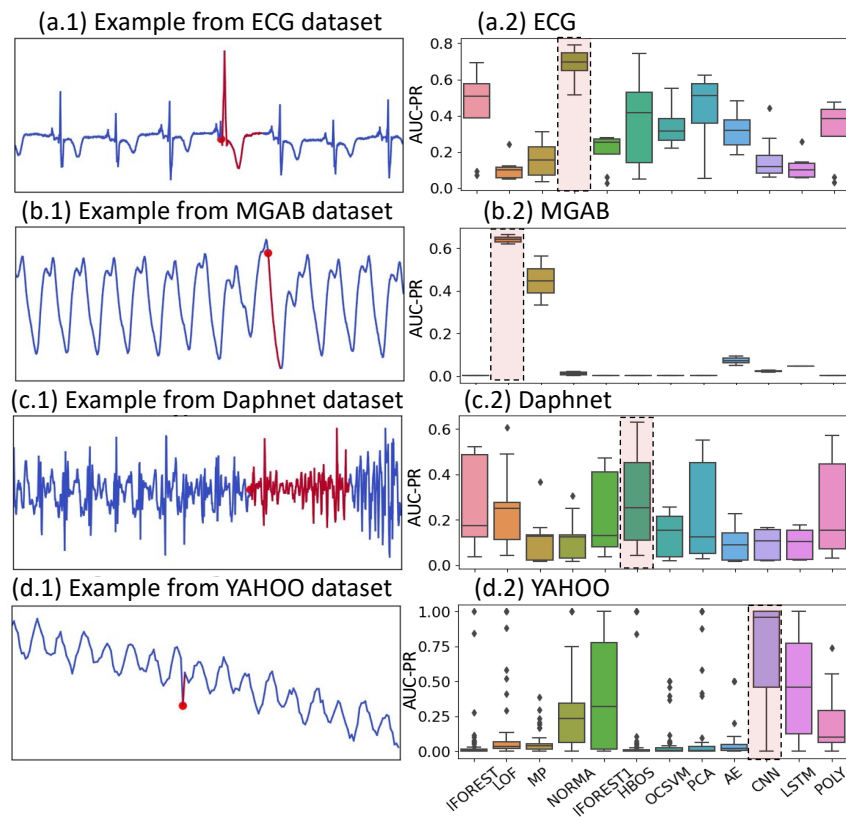 (a.1) Example from ECG dataset
(a.2) ECG
AUC-PR
0.8
0.6
0.4
0.2
0.0
(b.1) Example from MGAB dataset
(b.2) MGAB
AUC-PR
0.6
0.4
0.2
0.0
(c.1) Example from Daphnet dataset
(c.2) Daphnet
AUC-PR
0.6
0.4
0.2
0.0
(d.1) Example from YAHOO dataset
(d.2) YAHOO
AUC-PR
1.00
0.75
0.50
0.25
0.00
IFOREST
LOF
MP
NORMA
IFOREST1
HBOS
OCSVM
PCA
AE
CNN
LSTM
POLY